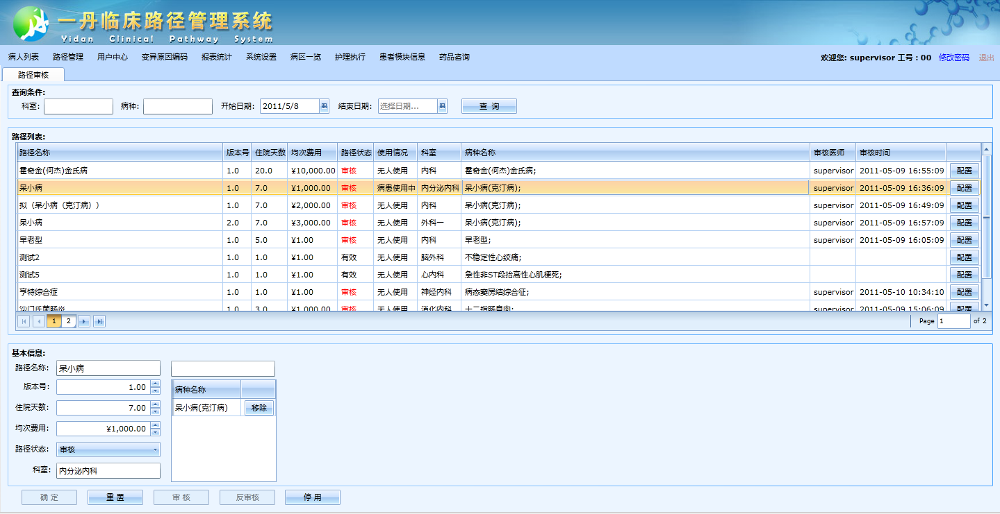 一丹临床路径管理系统
Yidan Clinical Pathway System
病人列表 路径管理 用户中心 变异原因编码 报表统计 系统设置 病区一览 护理执行 患者模块信息 药品咨询 欢迎您: supervisor 工号：00 修改密码 退出
路径审核
查询条件:
科室: 病种: 开始日期: 2011/5/8 结束日期: 选择日期... 查 询
路径列表:
路径名称 版本号 住院天数 均次费用 路径状态 使用情况 科室 病种名称 审核医师 审核时间
霍奇金(何杰)金氏病 1.0 20.0 ¥10,000.00 审核 无人使用 内科 霍奇金(何杰)金氏病; supervisor 2011-05-09 16:55:09 配置
呆小病 1.0 7.0 ¥1,000.00 审核 病患使用中 内分泌内科 呆小病(克汀病); supervisor 2011-05-09 16:36:09 配置
拟（呆小病（克汀病）） 1.0 7.0 ¥2,000.00 审核 无人使用 内科 呆小病(克汀病); supervisor 2011-05-09 16:49:09 配置
呆小病 2.0 7.0 ¥3,000.00 审核 无人使用 外科一 呆小病(克汀病); supervisor 2011-05-09 16:57:09 配置
早老型 1.0 5.0 ¥1.00 审核 无人使用 内科 早老型; supervisor 2011-05-09 16:05:09 配置
测试2 1.0 1.0 ¥1.00 有效 无人使用 脑外科 不稳定性心绞痛; 配置
测试5 1.0 1.0 ¥1.00 有效 无人使用 心内科 急性非ST段抬高性心肌梗死; 配置
亨特综合症 1.0 1.0 ¥1.00 审核 无人使用 神经内科 病态窦房结综合征; supervisor 2011-05-10 10:34:10 配置
沙门氏菌肠炎 1.0 3.0 ¥1,000.00 审核 无人使用 消化内科 十二指肠息肉; supervisor 2011-05-09 15:06:09 配置
1 2 Page 1 of 2
基本信息:
路径名称: 呆小病
版本号: 1.00
病种名称
住院天数: 7.00
呆小病(克汀病) 移除
均次费用: ¥1,000.00
路径状态: 审核
科室: 内分泌内科
确 定 重 置 审 核 反审核 停 用